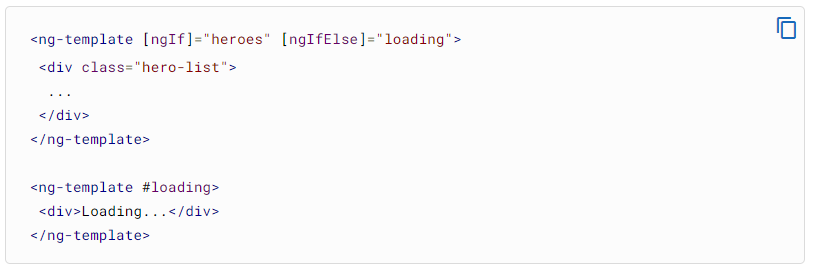 <ng-template [ngIf]="heroes" [ngIfElse]="loading">
 <div class="hero-list">
  ...
 </div>
</ng-template>

<ng-template #loading>
 <div>Loading...</div>
</ng-template>